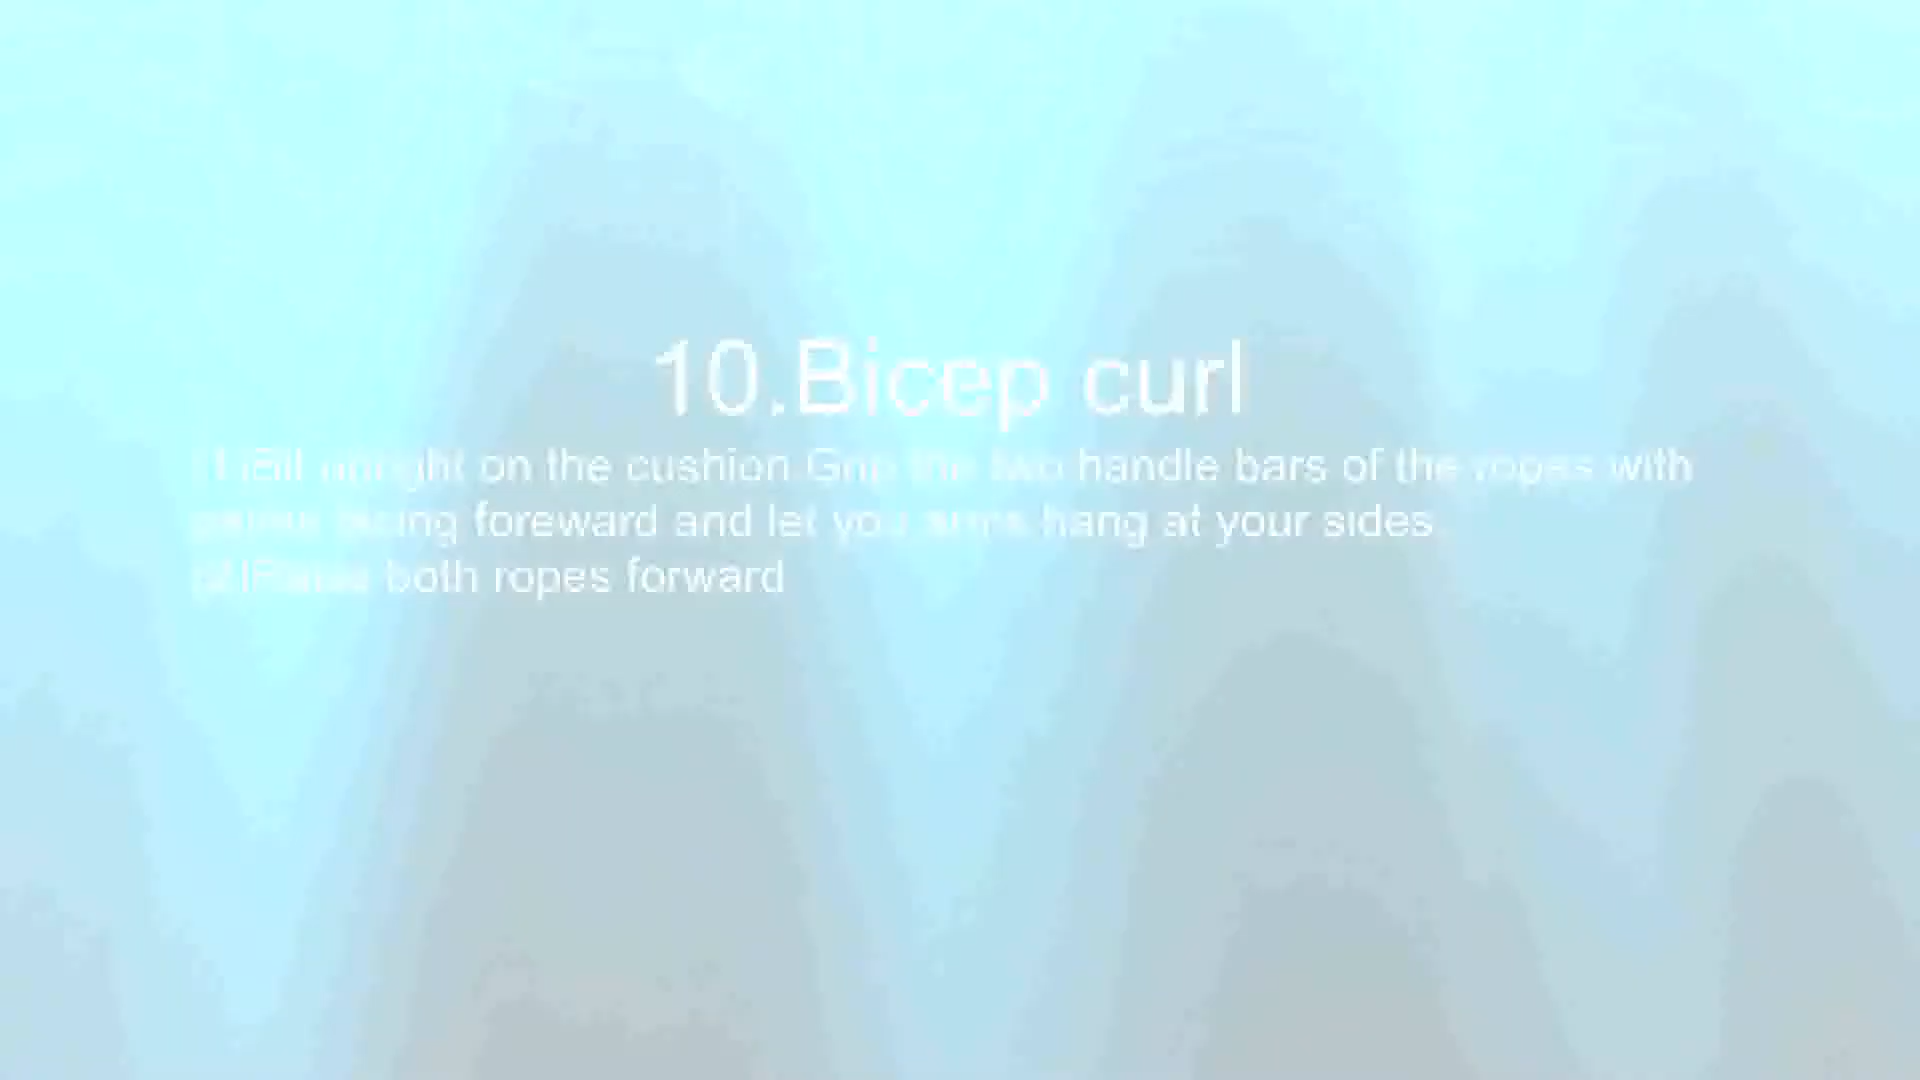 10.Bicep curl
on the cushion. Grip the two handle bars of the ropes with
facing foreward and let you arms hang at your sides.
both ropes forward